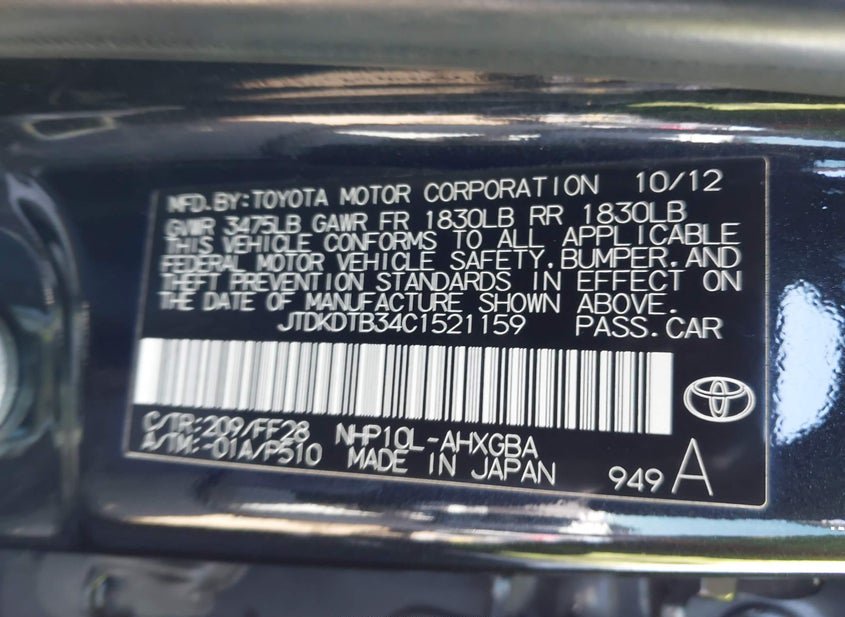 MFD.BY:TOYOTA MOTOR CORPORATION 10/12
GVWR 3475LB GAWR FR 1830LB RR 1830LB
THIS VEHICLE CONFORMS TO ALL APPLICABLE
FEDERAL MOTOR VEHICLE SAFETY,BUMPER,AND
THEFT PREVENTION STANDARDS IN EFFECT ON
THE DATE OF MANUFACTURE SHOWN ABOVE.
JTDKDTB34C1521159 PASS.CAR
C/TR:209/FF28 NHP10L-AHXGBA
A/TM:-01A/P510 MADE IN JAPAN 949 A